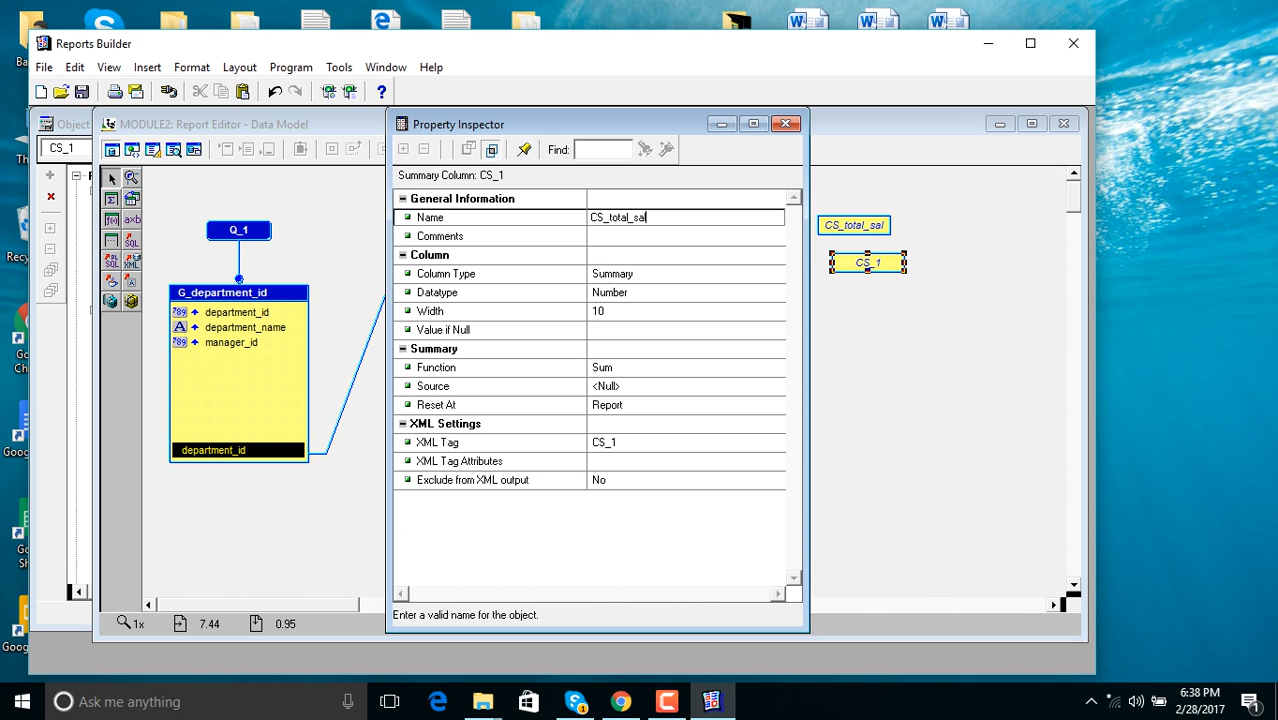 Reports Builder
File Edit View Insert Format Layout Program Tools Window Help
Object
MODULE2: Report Editor - Data Model
Property Inspector
CS_1
Find:
Summary Column: CS_1
General Information
Name CS_total_sal
Comments
Column
Column Type Summary
Datatype Number
Width 10
Value if Null
Summary
Function Sum
Source <Null>
Reset At Report
XML Settings
XML Tag CS_1
XML Tag Attributes
Exclude from XML output No
Enter a valid name for the object.
Q_1
G_department_id
department_id
department_name
manager_id
department_id
CS_total_sal
CS_1
1x 7.44 0.95
Ask me anything
6:38 PM
2/28/2017